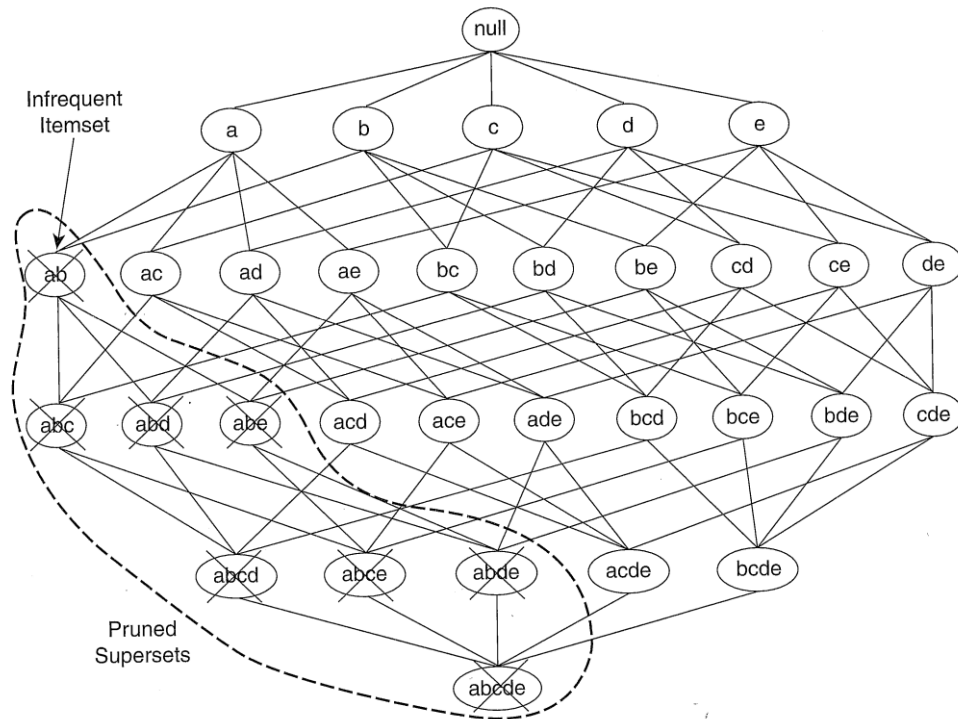 null
Infrequent
Itemset
a
b
c
d
e
ab
ac
ad
ae
bc
bd
be
cd
ce
de
abc
abd
abe
acd
ace
ade
bcd
bce
bde
cde
abcd
abce
abde
acde
bcde
Pruned
Supersets
abcde